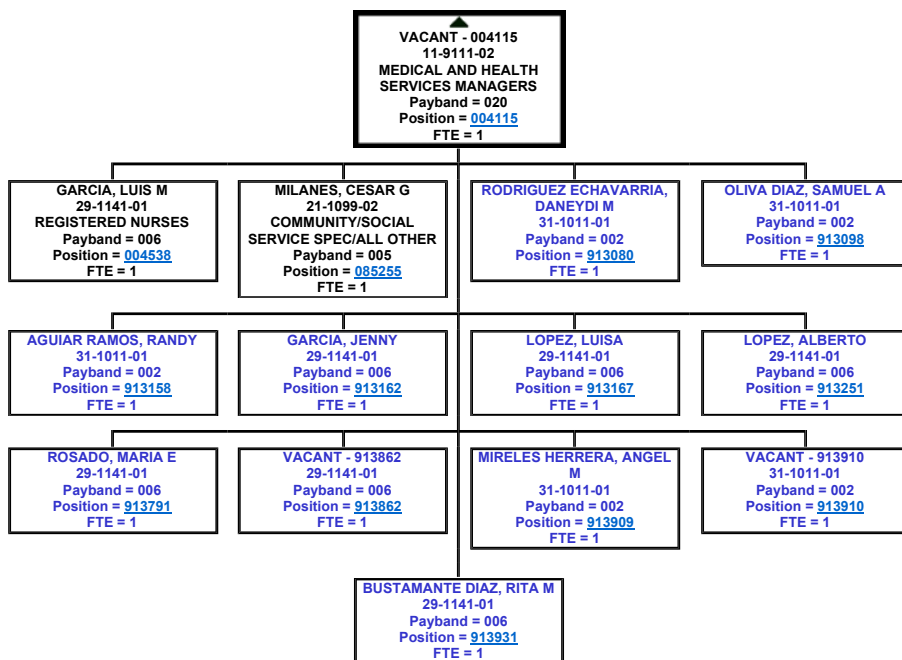 VACANT - 004115
11-9111-02
MEDICAL AND HEALTH
SERVICES MANAGERS
Payband = 020
Position = 004115
FTE = 1
GARCIA, LUIS M
29-1141-01
REGISTERED NURSES
Payband = 006
Position = 004538
FTE = 1
MILANES, CESAR G
21-1099-02
COMMUNITY/SOCIAL
SERVICE SPEC/ALL OTHER
Payband = 005
Position = 085255
FTE = 1
RODRIGUEZ ECHAVARRIA,
DANEYDI M
31-1011-01
Payband = 002
Position = 913080
FTE = 1
OLIVA DIAZ, SAMUEL A
31-1011-01
Payband = 002
Position = 913098
FTE = 1
AGUIAR RAMOS, RANDY
31-1011-01
Payband = 002
Position = 913158
FTE = 1
GARCIA, JENNY
29-1141-01
Payband = 006
Position = 913162
FTE = 1
LOPEZ, LUISA
29-1141-01
Payband = 006
Position = 913167
FTE = 1
LOPEZ, ALBERTO
29-1141-01
Payband = 006
Position = 913251
FTE = 1
ROSADO, MARIA E
29-1141-01
Payband = 006
Position = 913791
FTE = 1
VACANT - 913862
29-1141-01
Payband = 006
Position = 913862
FTE = 1
MIRELES HERRERA, ANGEL
M
31-1011-01
Payband = 002
Position = 913909
FTE = 1
VACANT - 913910
31-1011-01
Payband = 002
Position = 913910
FTE = 1
BUSTAMANTE DIAZ, RITA M
29-1141-01
Payband = 006
Position = 913931
FTE = 1